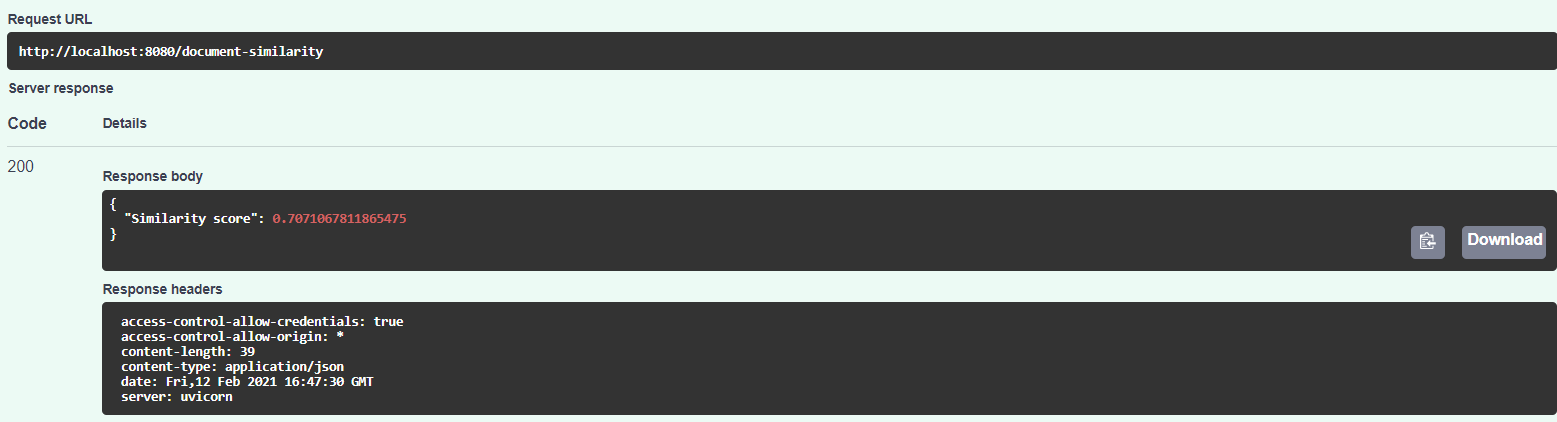 Request URL
http://localhost:8080/document-similarity
Server response
Code Details
200
Response body
{
"Similarity score": 0.7071067811865475
}
Download
Response headers
access-control-allow-credentials: true
access-control-allow-origin: *
content-length: 39
content-type: application/json
date: Fri,12 Feb 2021 16:47:30 GMT
server: uvicorn